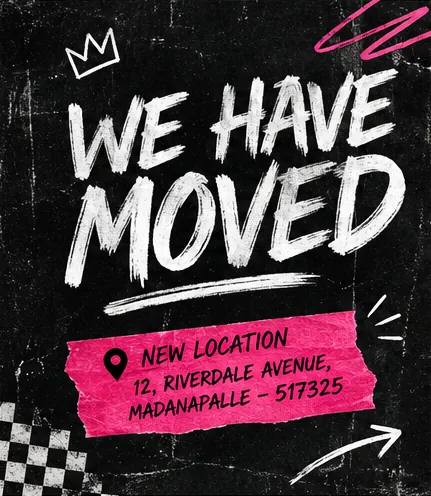 WE HAVE
MOVED
NEW LOCATION
12, RIVERDALE AVENUE,
MADANAPALLE – 517325